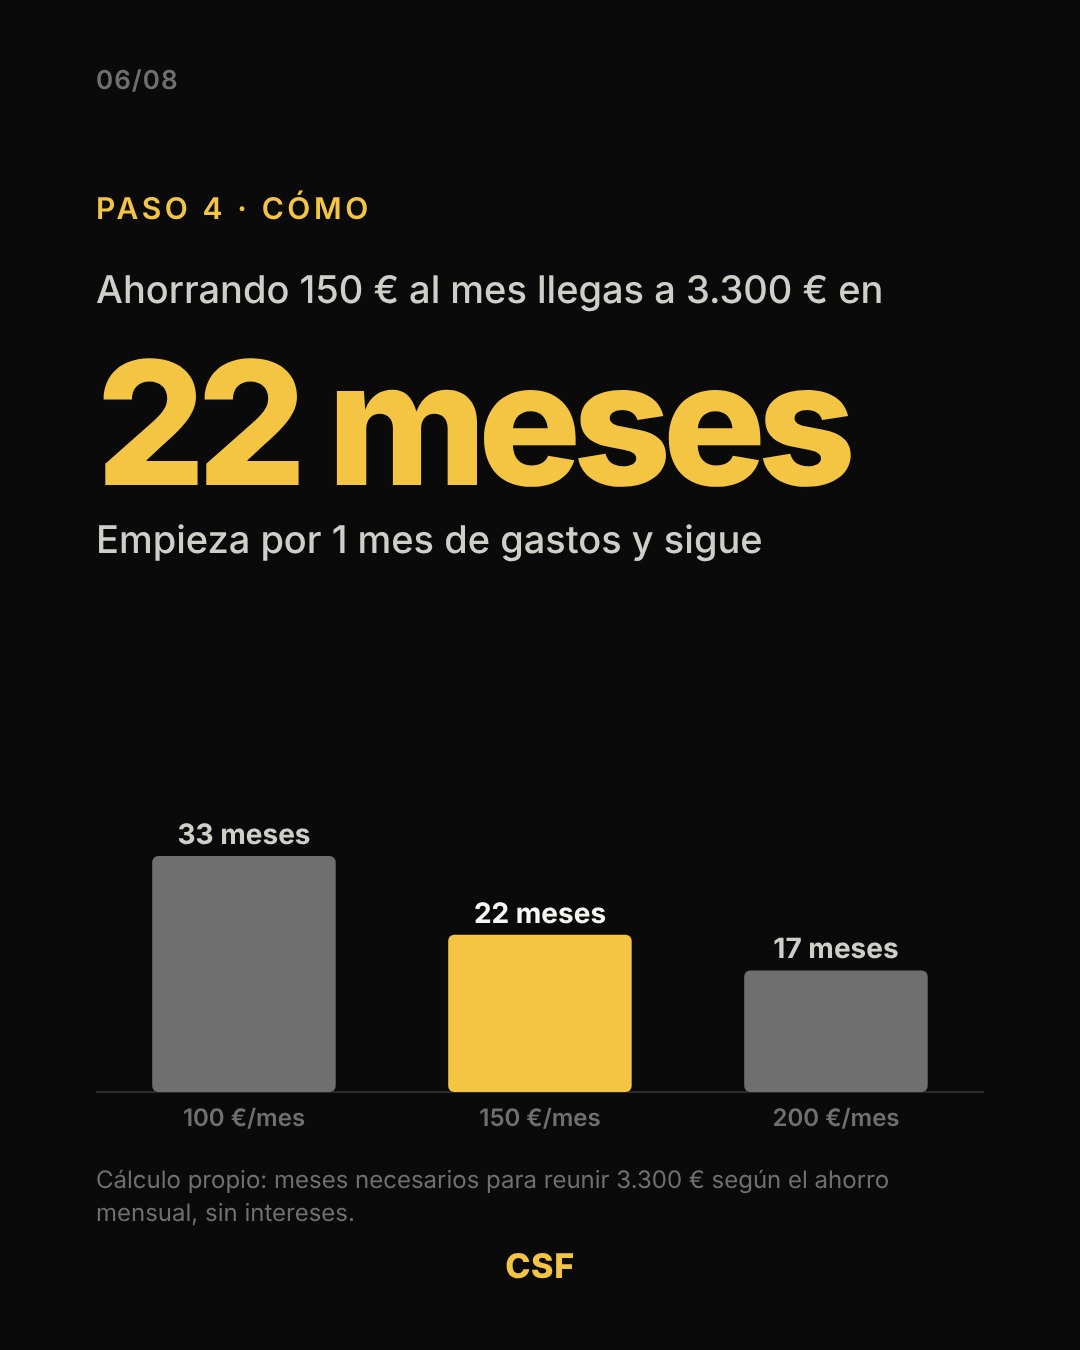 06/08
PASO 4 · CÓMO
Ahorrando 150 € al mes llegas a 3.300 € en
22 meses
Empieza por 1 mes de gastos y sigue
33 meses
22 meses
17 meses
100 €/mes
150 €/mes
200 €/mes
Cálculo propio: meses necesarios para reunir 3.300 € según el ahorro
mensual, sin intereses.
CSF